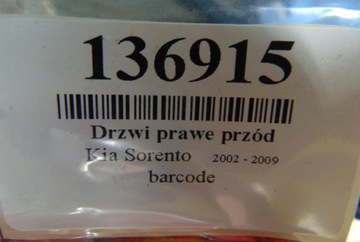 136915
Drzwi prawe przód
Kia Sorento 2002 - 2009
barcode